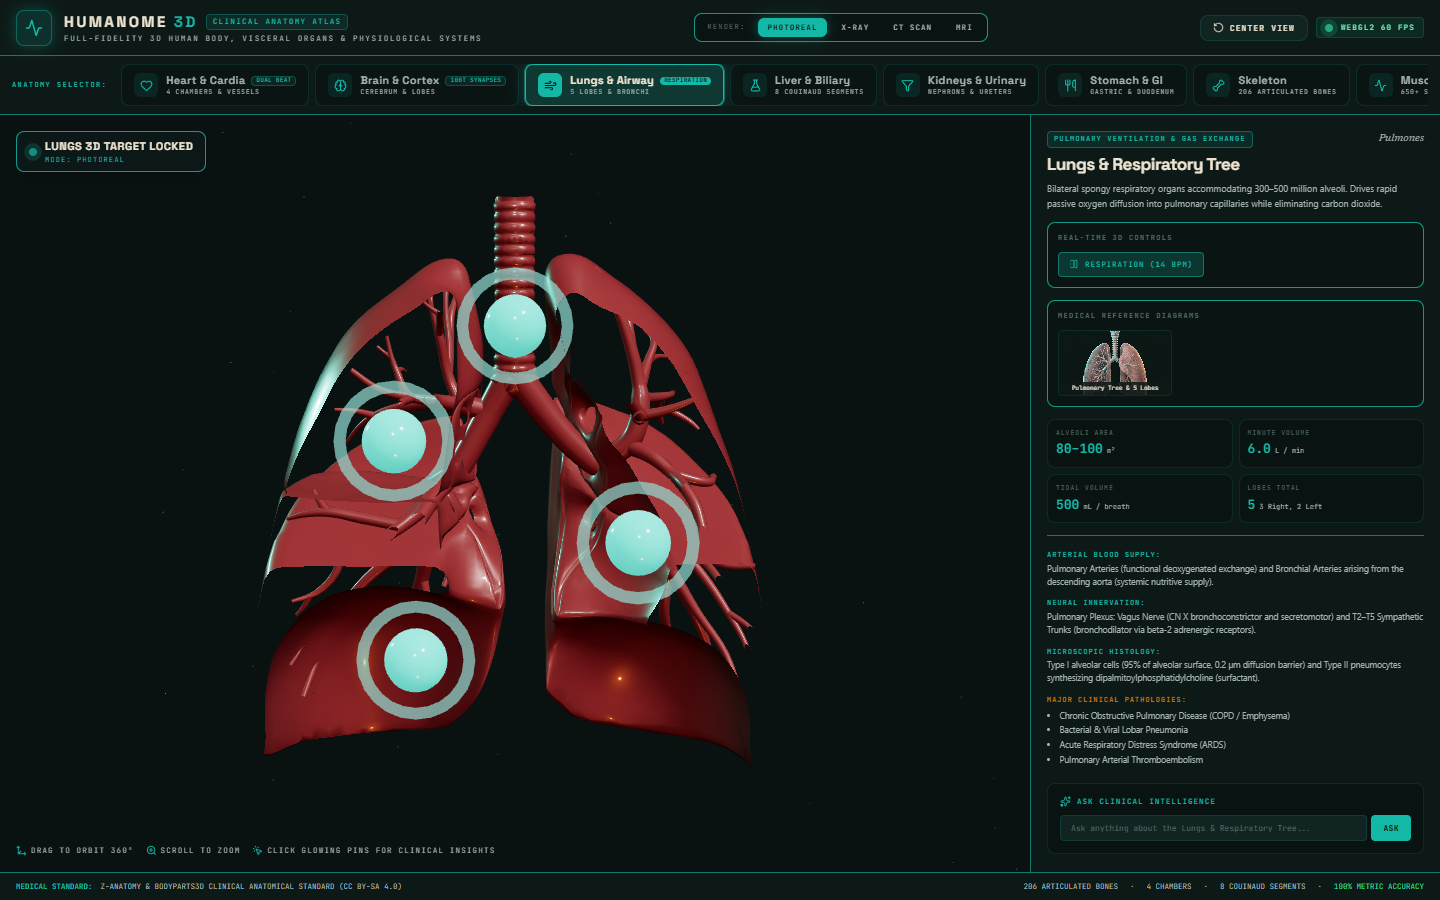 HUMANOME 3D
CLINICAL ANATOMY ATLAS
FULL-FIDELITY 3D HUMAN BODY, VISCERAL ORGANS & PHYSIOLOGICAL SYSTEMS
RENDER:
PHOTOREAL
X-RAY
CT SCAN
MRI
CENTER VIEW
WEBGL2 60 FPS
ANATOMY SELECTOR:
Heart & Cardia
DUAL BEAT
4 CHAMBERS & VESSELS
Brain & Cortex
100T SYNAPSES
CEREBRUM & LOBES
Lungs & Airway
RESPIRATION
5 LOBES & BRONCHI
Liver & Biliary
8 COUINAUD SEGMENTS
Kidneys & Urinary
NEPHRONS & URETERS
Stomach & GI
GASTRIC & DUODENUM
Skeleton
206 ARTICULATED BONES
Musc
650+ S
LUNGS 3D TARGET LOCKED
MODE: PHOTOREAL
PULMONARY VENTILATION & GAS EXCHANGE
Pulmones
Lungs & Respiratory Tree
Bilateral spongy respiratory organs accommodating 300–500 million alveoli. Drives rapid
passive oxygen diffusion into pulmonary capillaries while eliminating carbon dioxide.
REAL-TIME 3D CONTROLS
RESPIRATION (14 BPM)
MEDICAL REFERENCE DIAGRAMS
Pulmonary Tree & 5 Lobes
ALVEOLI AREA
80–100 m²
MINUTE VOLUME
6.0 L / min
TIDAL VOLUME
500 mL / breath
LOBES TOTAL
5 3 Right, 2 Left
ARTERIAL BLOOD SUPPLY:
Pulmonary Arteries (functional deoxygenated exchange) and Bronchial Arteries arising from the
descending aorta (systemic nutritive supply).
NEURAL INNERVATION:
Pulmonary Plexus: Vagus Nerve (CN X bronchoconstrictor and secretomotor) and T2–T5 Sympathetic
Trunks (bronchodilator via beta-2 adrenergic receptors).
MICROSCOPIC HISTOLOGY:
Type I alveolar cells (95% of alveolar surface, 0.2 µm diffusion barrier) and Type II pneumocytes
synthesizing dipalmitoylphosphatidylcholine (surfactant).
MAJOR CLINICAL PATHOLOGIES:
• Chronic Obstructive Pulmonary Disease (COPD / Emphysema)
• Bacterial & Viral Lobar Pneumonia
• Acute Respiratory Distress Syndrome (ARDS)
• Pulmonary Arterial Thromboembolism
ASK CLINICAL INTELLIGENCE
Ask anything about the Lungs & Respiratory Tree...
ASK
DRAG TO ORBIT 360°
SCROLL TO ZOOM
CLICK GLOWING PINS FOR CLINICAL INSIGHTS
MEDICAL STANDARD: Z-ANATOMY & BODYPARTS3D CLINICAL ANATOMICAL STANDARD (CC BY-SA 4.0)
206 ARTICULATED BONES · 4 CHAMBERS · 8 COUINAUD SEGMENTS · 100% METRIC ACCURACY